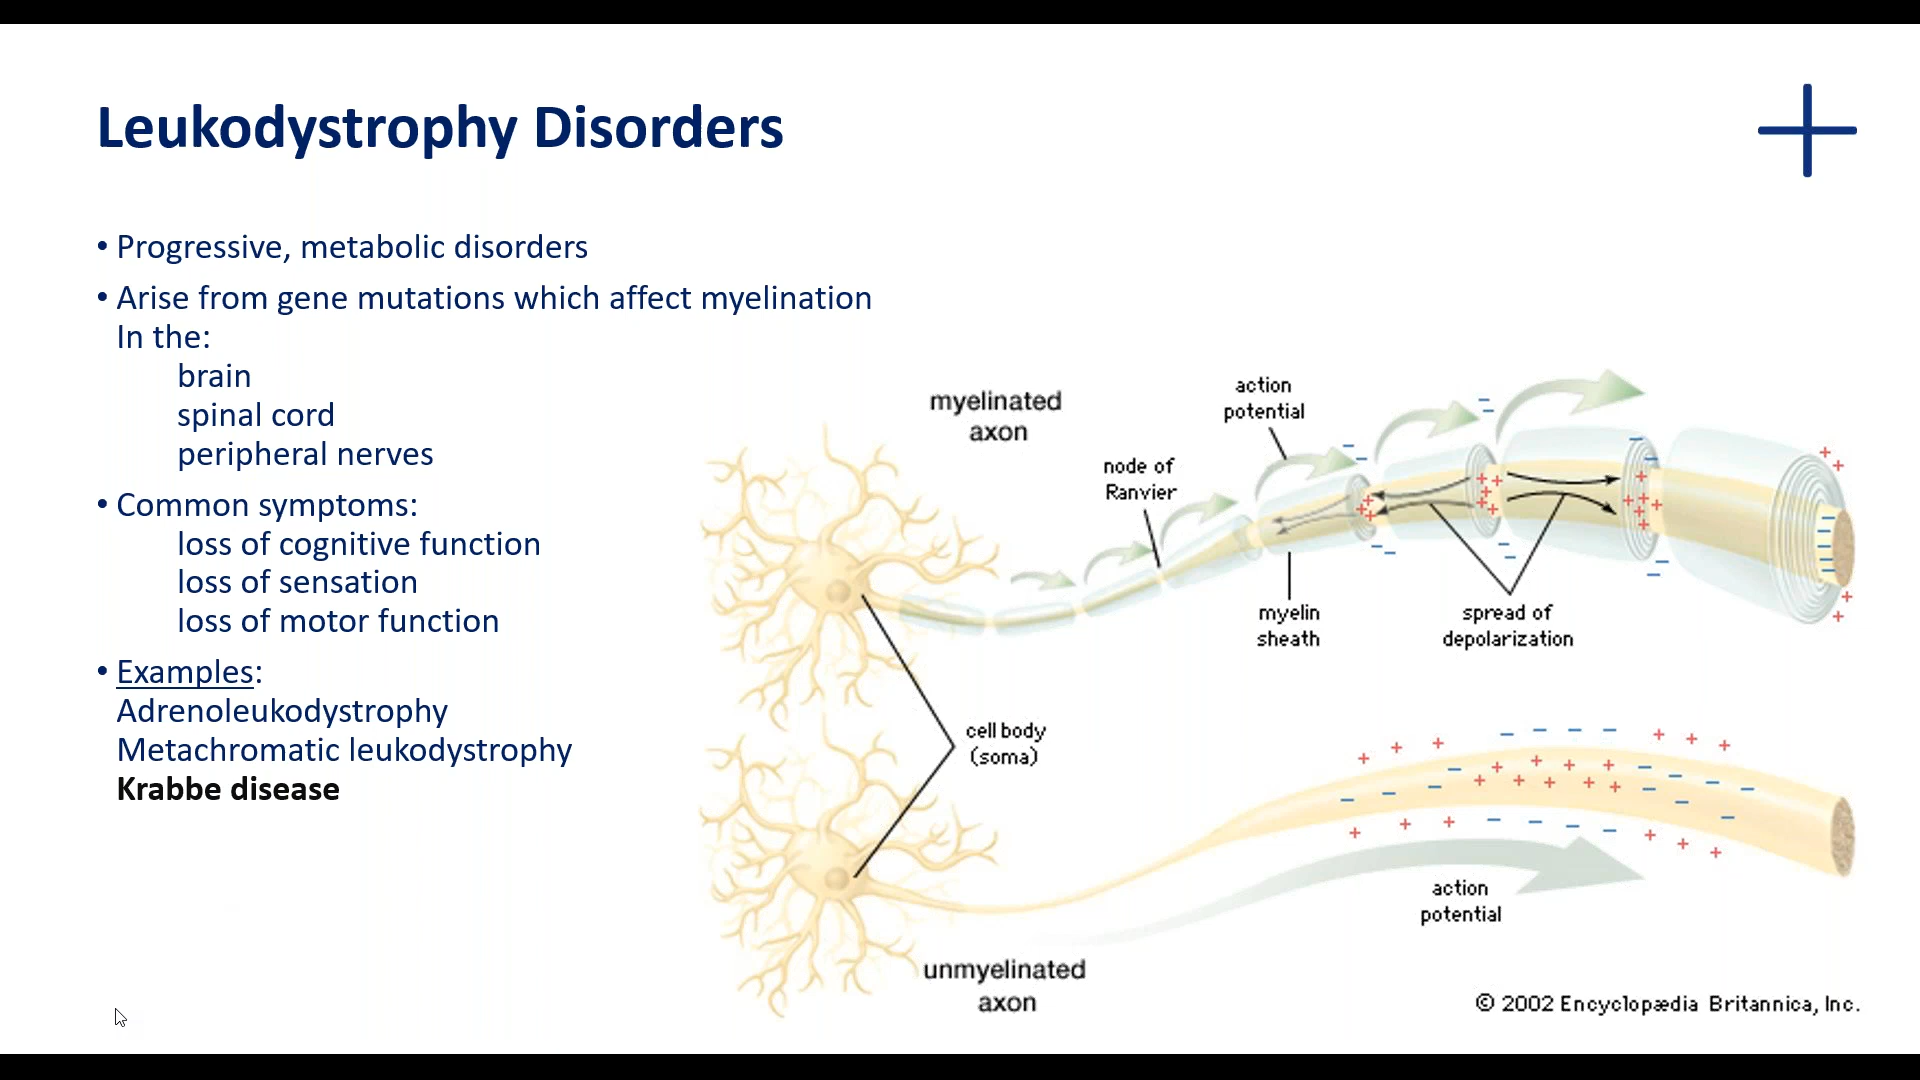 Leukodystrophy Disorders
• Progressive, metabolic disorders
• Arise from gene mutations which affect myelination
In the:
brain
spinal cord
peripheral nerves
• Common symptoms:
loss of cognitive function
loss of sensation
loss of motor function
• Examples:
Adrenoleukodystrophy
Metachromatic leukodystrophy
Krabbe disease
myelinated
axon
action
potential
node of
Ranvier
myelin
sheath
spread of
depolarization
cell body
(soma)
action
potential
unmyelinated
axon
© 2002 Encyclopædia Britannica, Inc.